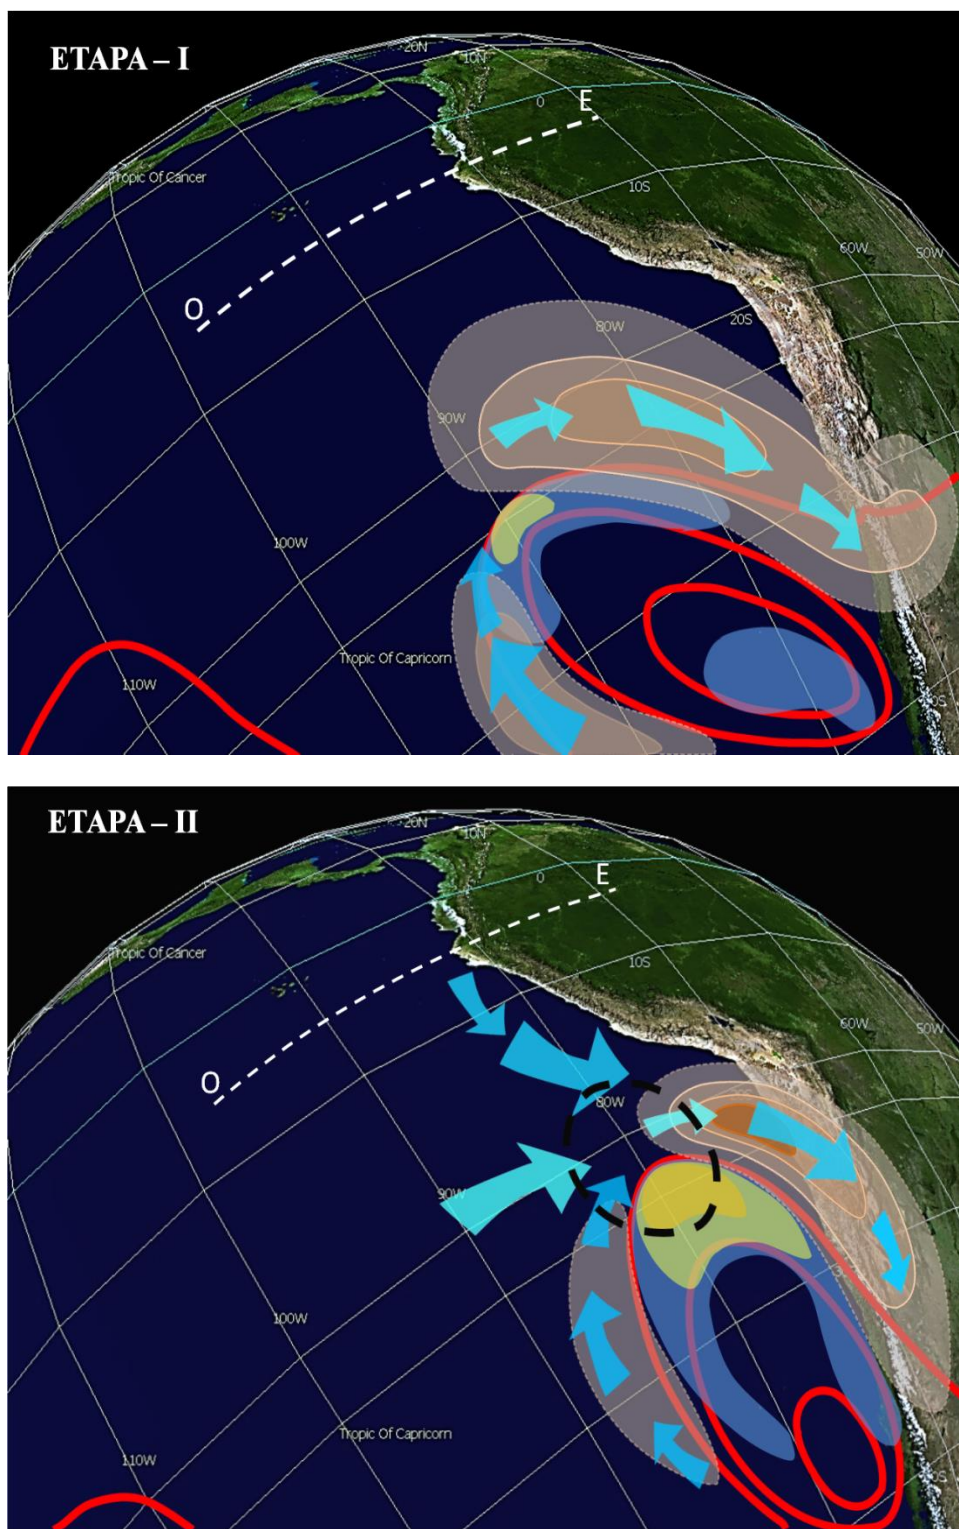 ETAPA – I
20N
10N
E
0
Tropic Of Cancer
10S
O
60W
50W
80W
20S
90W
100W
Tropic Of Capricorn
110W
ETAPA – II
20N
10N
E
0
Tropic Of Cancer
10S
60W
50W
O
80W
90W
100W
Tropic Of Capricorn
110W